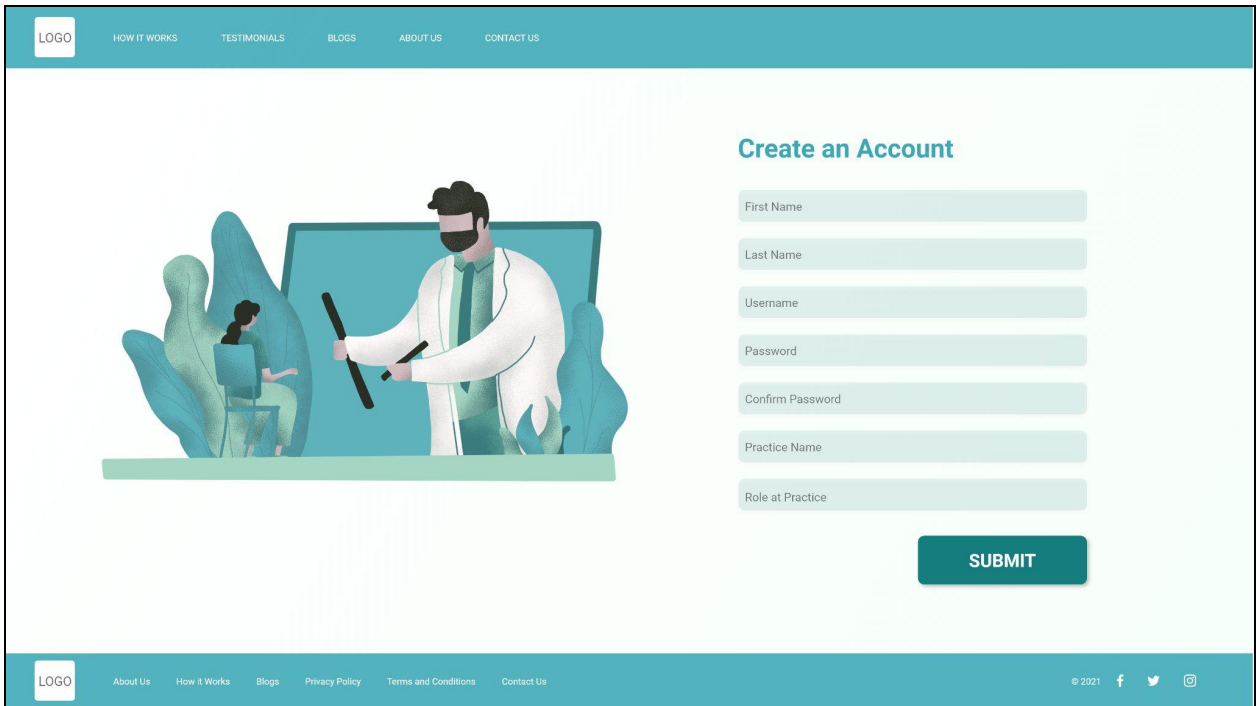 LOGO HOW IT WORKS TESTIMONIALS BLOGS ABOUT US CONTACT US
Create an Account
First Name
Last Name
Username
Password
Confirm Password
Practice Name
Role at Practice
SUBMIT
LOGO About Us How it Works Blogs Privacy Policy Terms and Conditions Contact Us © 2021